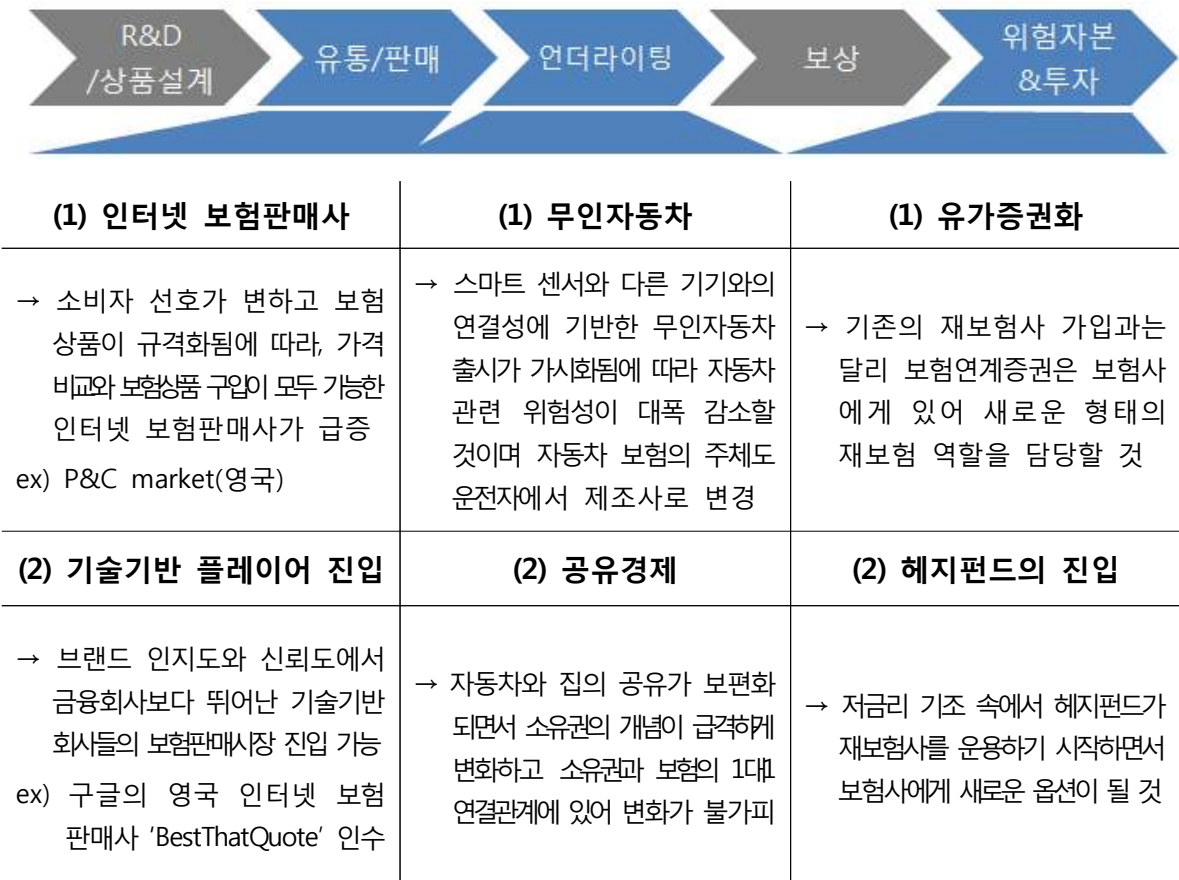 R&D
/상품설계
유통/판매
언더라이팅
보상
위험자본
&투자
(1) 인터넷 보험판매사
→ 소비자 선호가 변하고 보험
상품이 규격화됨에 따라, 가격
비교와 보험상품 구입이 모두 가능한
인터넷 보험판매사가 급증
ex) P&C market(영국)
(1) 무인자동차
→ 스마트 센서와 다른 기기와의
연결성에 기반한 무인자동차
출시가 가시화됨에 따라 자동차
관련 위험성이 대폭 감소할
것이며 자동차 보험의 주체도
운전자에서 제조사로 변경
(1) 유가증권화
→ 기존의 재보험사 가입과는
달리 보험연계증권은 보험사
에게 있어 새로운 형태의
재보험 역할을 담당할 것
(2) 기술기반 플레이어 진입
→ 브랜드 인지도와 신뢰도에서
금융회사보다 뛰어난 기술기반
회사들의 보험판매시장 진입 가능
ex) 구글의 영국 인터넷 보험
판매사 'BestThatQuote' 인수
(2) 공유경제
→ 자동차와 집의 공유가 보편화
되면서 소유권의 개념이 급격하게
변화하고 소유권과 보험의 1대1
연결관계에 있어 변화가 불가피
(2) 헤지펀드의 진입
→ 저금리 기조 속에서 헤지펀드가
재보험사를 운용하기 시작하면서
보험사에게 새로운 옵션이 될 것